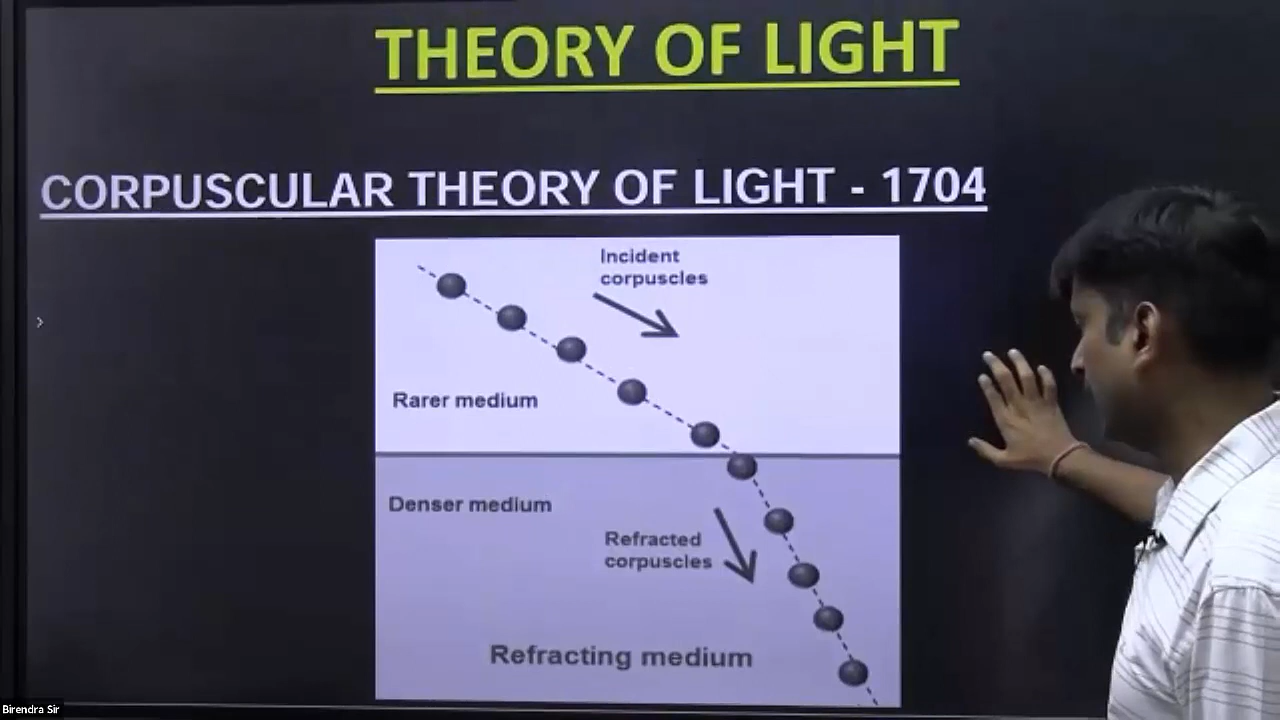 THEORY OF LIGHT
CORPUSCULAR THEORY OF LIGHT - 1704
Incident
corpuscles
Rarer medium
Denser medium
Refracted
corpuscles
Refracting medium
Birendra Sir